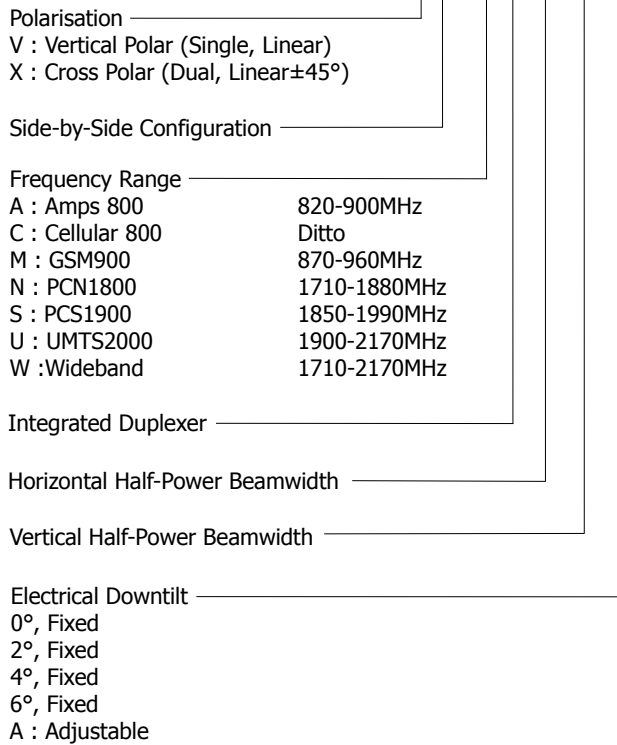 Polarisation
V : Vertical Polar (Single, Linear)
X : Cross Polar (Dual, Linear±45°)
Side-by-Side Configuration
Frequency Range
A : Amps 800 820-900MHz
C : Cellular 800 Ditto
M : GSM900 870-960MHz
N : PCN1800 1710-1880MHz
S : PCS1900 1850-1990MHz
U : UMTS2000 1900-2170MHz
W :Wideband 1710-2170MHz
Integrated Duplexer
Horizontal Half-Power Beamwidth
Vertical Half-Power Beamwidth
Electrical Downtilt
0°, Fixed
2°, Fixed
4°, Fixed
6°, Fixed
A : Adjustable